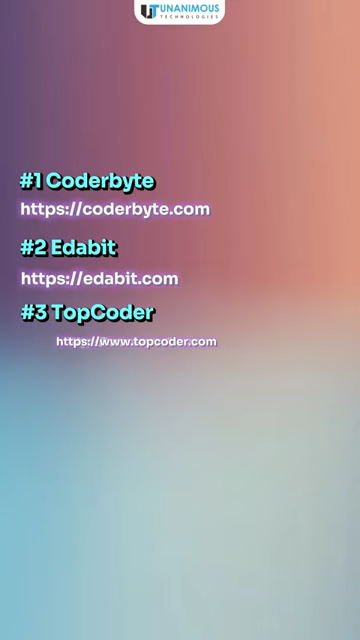 UNANIMOUS
TECHNOLOGIES
#1 Coderbyte
https://coderbyte.com
#2 Edabit
https://edabit.com
#3 TopCoder
https://www.topcoder.com